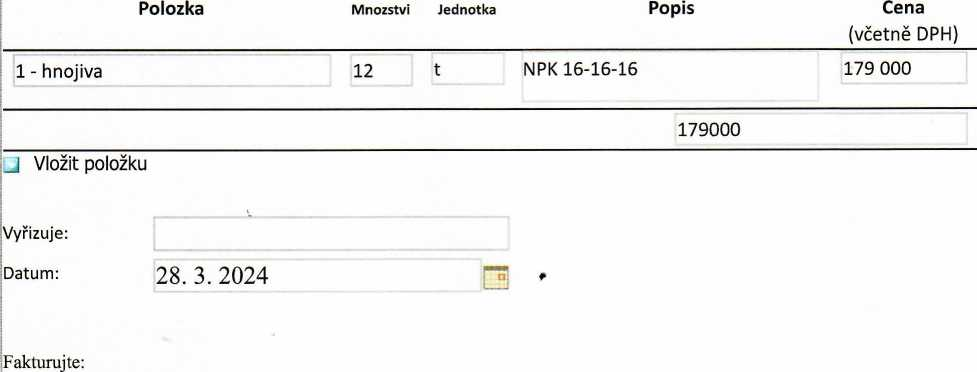 Polozka Mnozstvi Jednotka Popis Cena
(včetně DPH)
1 - hnojiva 12 t NPK 16-16-16 179 000
179000
Vložit položku
Vyřizuje:
Datum: 28. 3. 2024
Fakturujte: